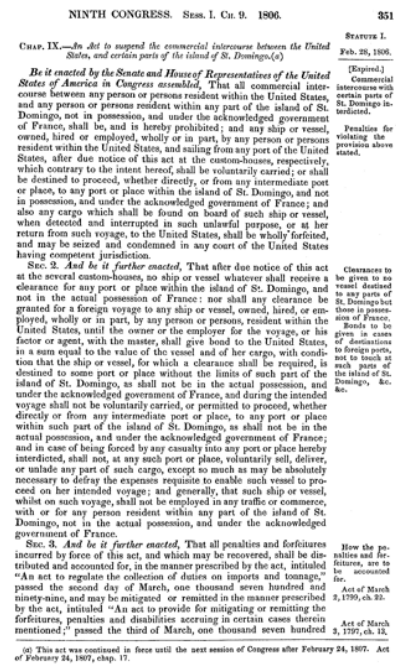 NINTH CONGRESS. Sess. I. Ch. 9. 1806.
351
Chap. IX.—An Act to suspend the commercial intercourse between the United
States, and certain parts of the island of St. Domingo.(a)
Be it enacted by the Senate and House of Representatives of the United
States of America in Congress assembled, That all commercial inter-
course between any person or persons resident within the United States,
and any person or persons resident within any part of the island of St.
Domingo, not in possession, and under the acknowledged government
of France, shall be, and is hereby prohibited; and any ship or vessel,
owned, hired or employed, wholly or in part, by any person or persons
resident within the United States, and sailing from any port of the United
States, after due notice of this act at the custom-houses, respectively,
which contrary to the intent hereof, shall be voluntarily carried; or shall
be destined to proceed, whether directly, or from any intermediate port
or place, to any port or place within the island of St. Domingo, and not
in possession, and under the acknowledged government of France; and
also any cargo which shall be found on board of such ship or vessel,
when detected and interrupted in such unlawful purpose, or at her
return from such voyage, to the United States, shall be wholly forfeited,
and may be seized and condemned in any court of the United States
having competent jurisdiction.
Sec. 2. And be it further enacted, That after due notice of this act
at the several custom-houses, no ship or vessel whatever shall receive a
clearance for any port or place within the island of St. Domingo, and
not in the actual possession of France: nor shall any clearance be
granted for a foreign voyage to any ship or vessel, owned, hired, or em-
ployed, wholly or in part, by any person or persons, resident within the
United States, until the owner or the employer for the voyage, or his
factor or agent, with the master, shall give bond to the United States,
in a sum equal to the value of the vessel and of her cargo, with condi-
tion that the ship or vessel, for which a clearance shall be required, is
destined to some port or place without the limits of such part of the
island of St. Domingo, as shall not be in the actual possession, and
under the acknowledged government of France, and during the intended
voyage shall not be voluntarily carried, or permitted to proceed, whether
directly or from any intermediate port or place, to any port or place
within such part of the island of St. Domingo, as shall not be in the
actual possession, and under the acknowledged government of France;
and in case of being forced by any casualty into any port or place hereby
interdicted, shall not, at any such port or place, voluntarily sell, deliver,
or unlade any part of such cargo, except so much as may be absolutely
necessary to defray the expenses requisite to enable such vessel to pro-
ceed on her intended voyage; and generally, that such ship or vessel,
whilst on such voyage, shall not be employed in any traffic or commerce,
with or for any person resident within any part of the island of St.
Domingo, not in the actual possession, and under the acknowledged
government of France.
Sec. 3. And be it further enacted, That all penalties and forfeitures
incurred by force of this act, and which may be recovered, shall be dis-
tributed and accounted for, in the manner prescribed by the act, intituled
"An act to regulate the collection of duties on imports and tonnage,"
passed the second day of March, one thousand seven hundred and
ninety-nine, and may be mitigated or remitted in the manner prescribed
by the act, intituled "An act to provide for mitigating or remitting the
forfeitures, penalties and disabilities accruing in certain cases therein
mentioned;" passed the third of March, one thousand seven hundred
Statute I.
Feb. 28, 1806.
[Expired.]
Commercial
intercourse with
certain parts of
St. Domingo in-
terdicted.
Penalties for
violating the
provision above
stated.
Clearances to
be given to no
vessel destined
to any parts of
St. Domingo but
those in posses-
sion of France.
Bonds to be
given in cases
of destinations
to foreign ports,
not to touch at
such parts of
the island of St.
Domingo, &c.
&c.
How the pe-
nalties and for-
feitures, are to
be accounted
for.
Act of March
2, 1799, ch. 22.
Act of March
3, 1797, ch. 13.
(a) This act was continued in force until the next session of Congress after February 24, 1807. Act
of February 24, 1807, chap. 17.